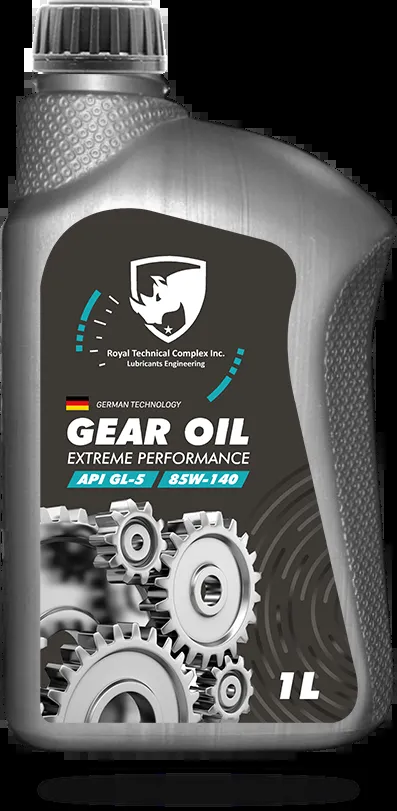 Royal Technical Complex Inc.
Lubricants Engineering
GERMAN TECHNOLOGY
GEAR OIL
EXTREME PERFORMANCE
API GL-5 85W-140
1L